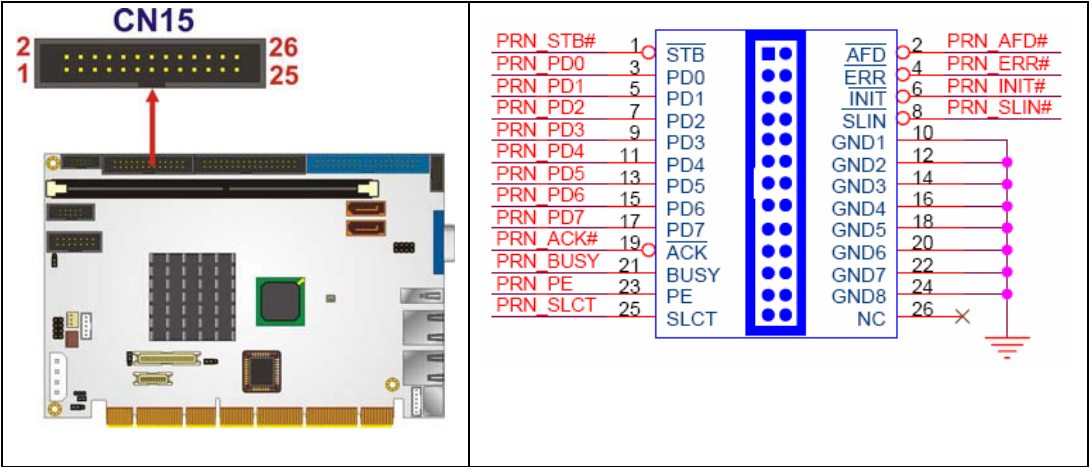 CN15
2 26
1 25
PRN_STB# 1 STB AFD 2 PRN_AFD#
PRN_PD0 3 PD0 ERR 4 PRN_ERR#
PRN_PD1 5 PD1 INIT 6 PRN_INIT#
PRN_PD2 7 PD2 SLIN 8 PRN_SLIN#
PRN_PD3 9 PD3 GND1 10
PRN_PD4 11 PD4 GND2 12
PRN_PD5 13 PD5 GND3 14
PRN_PD6 15 PD6 GND4 16
PRN_PD7 17 PD7 GND5 18
PRN_ACK# 19 ACK GND6 20
PRN_BUSY 21 BUSY GND7 22
PRN_PE 23 PE GND8 24
PRN_SLCT 25 SLCT NC 26